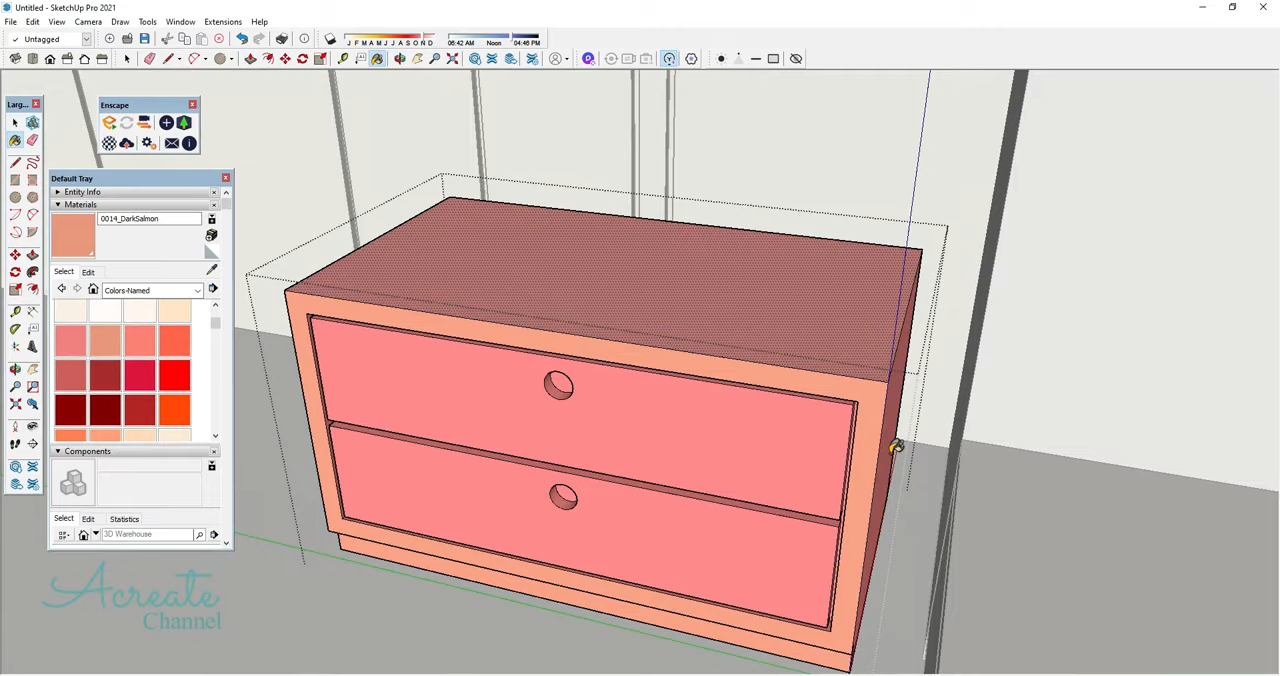 Untitled - SketchUp Pro 2021
File Edit View Camera Draw Tools Window Extensions Help
Untagged
J F M A M J J A S O N D
06:42 AM Noon 04:46 PM
Larg...
Enscape
Default Tray
Entity Info
Materials
0014_DarkSalmon
Select Edit
Colors-Named
Components
Select Edit Statistics
3D Warehouse
Acreate
Channel